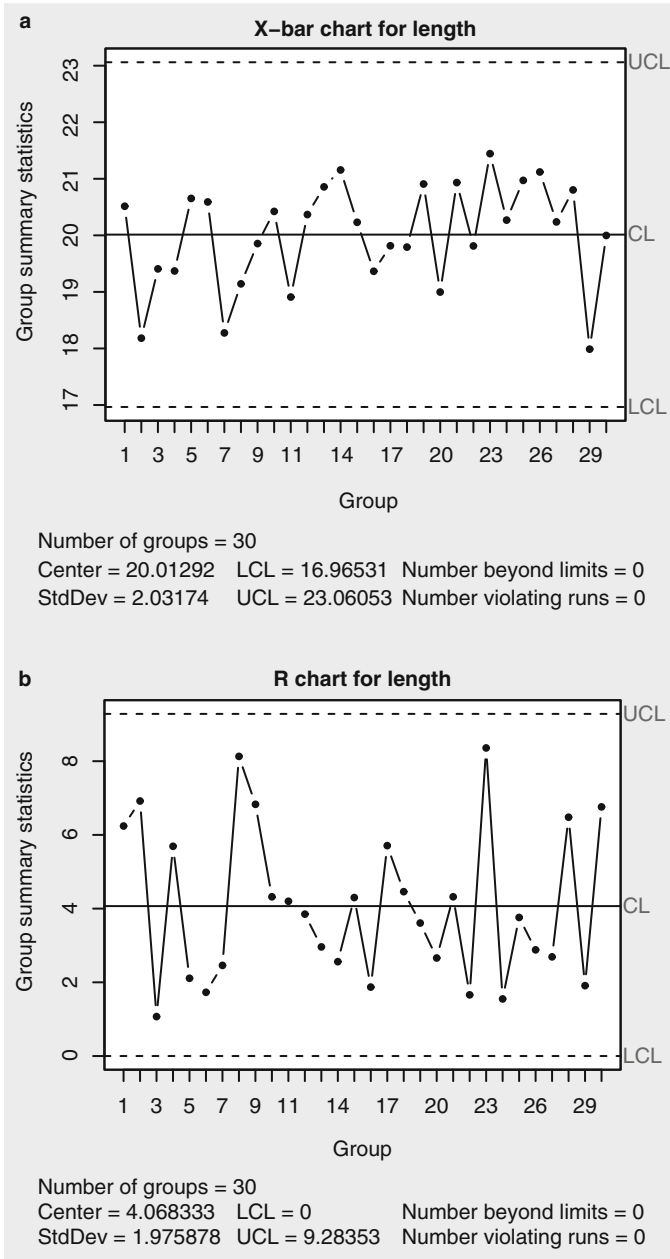 a
X−bar chart for length
Group summary statistics
23
22
21
20
19
18
17
UCL
CL
LCL
1 3 5 7 9 11 14 17 20 23 26 29
Group
Number of groups = 30
Center = 20.01292 LCL = 16.96531 Number beyond limits = 0
StdDev = 2.03174 UCL = 23.06053 Number violating runs = 0
b
R chart for length
Group summary statistics
8
6
4
2
0
UCL
CL
LCL
1 3 5 7 9 11 14 17 20 23 26 29
Group
Number of groups = 30
Center = 4.068333 LCL = 0 Number beyond limits = 0
StdDev = 1.975878 UCL = 9.28353 Number violating runs = 0